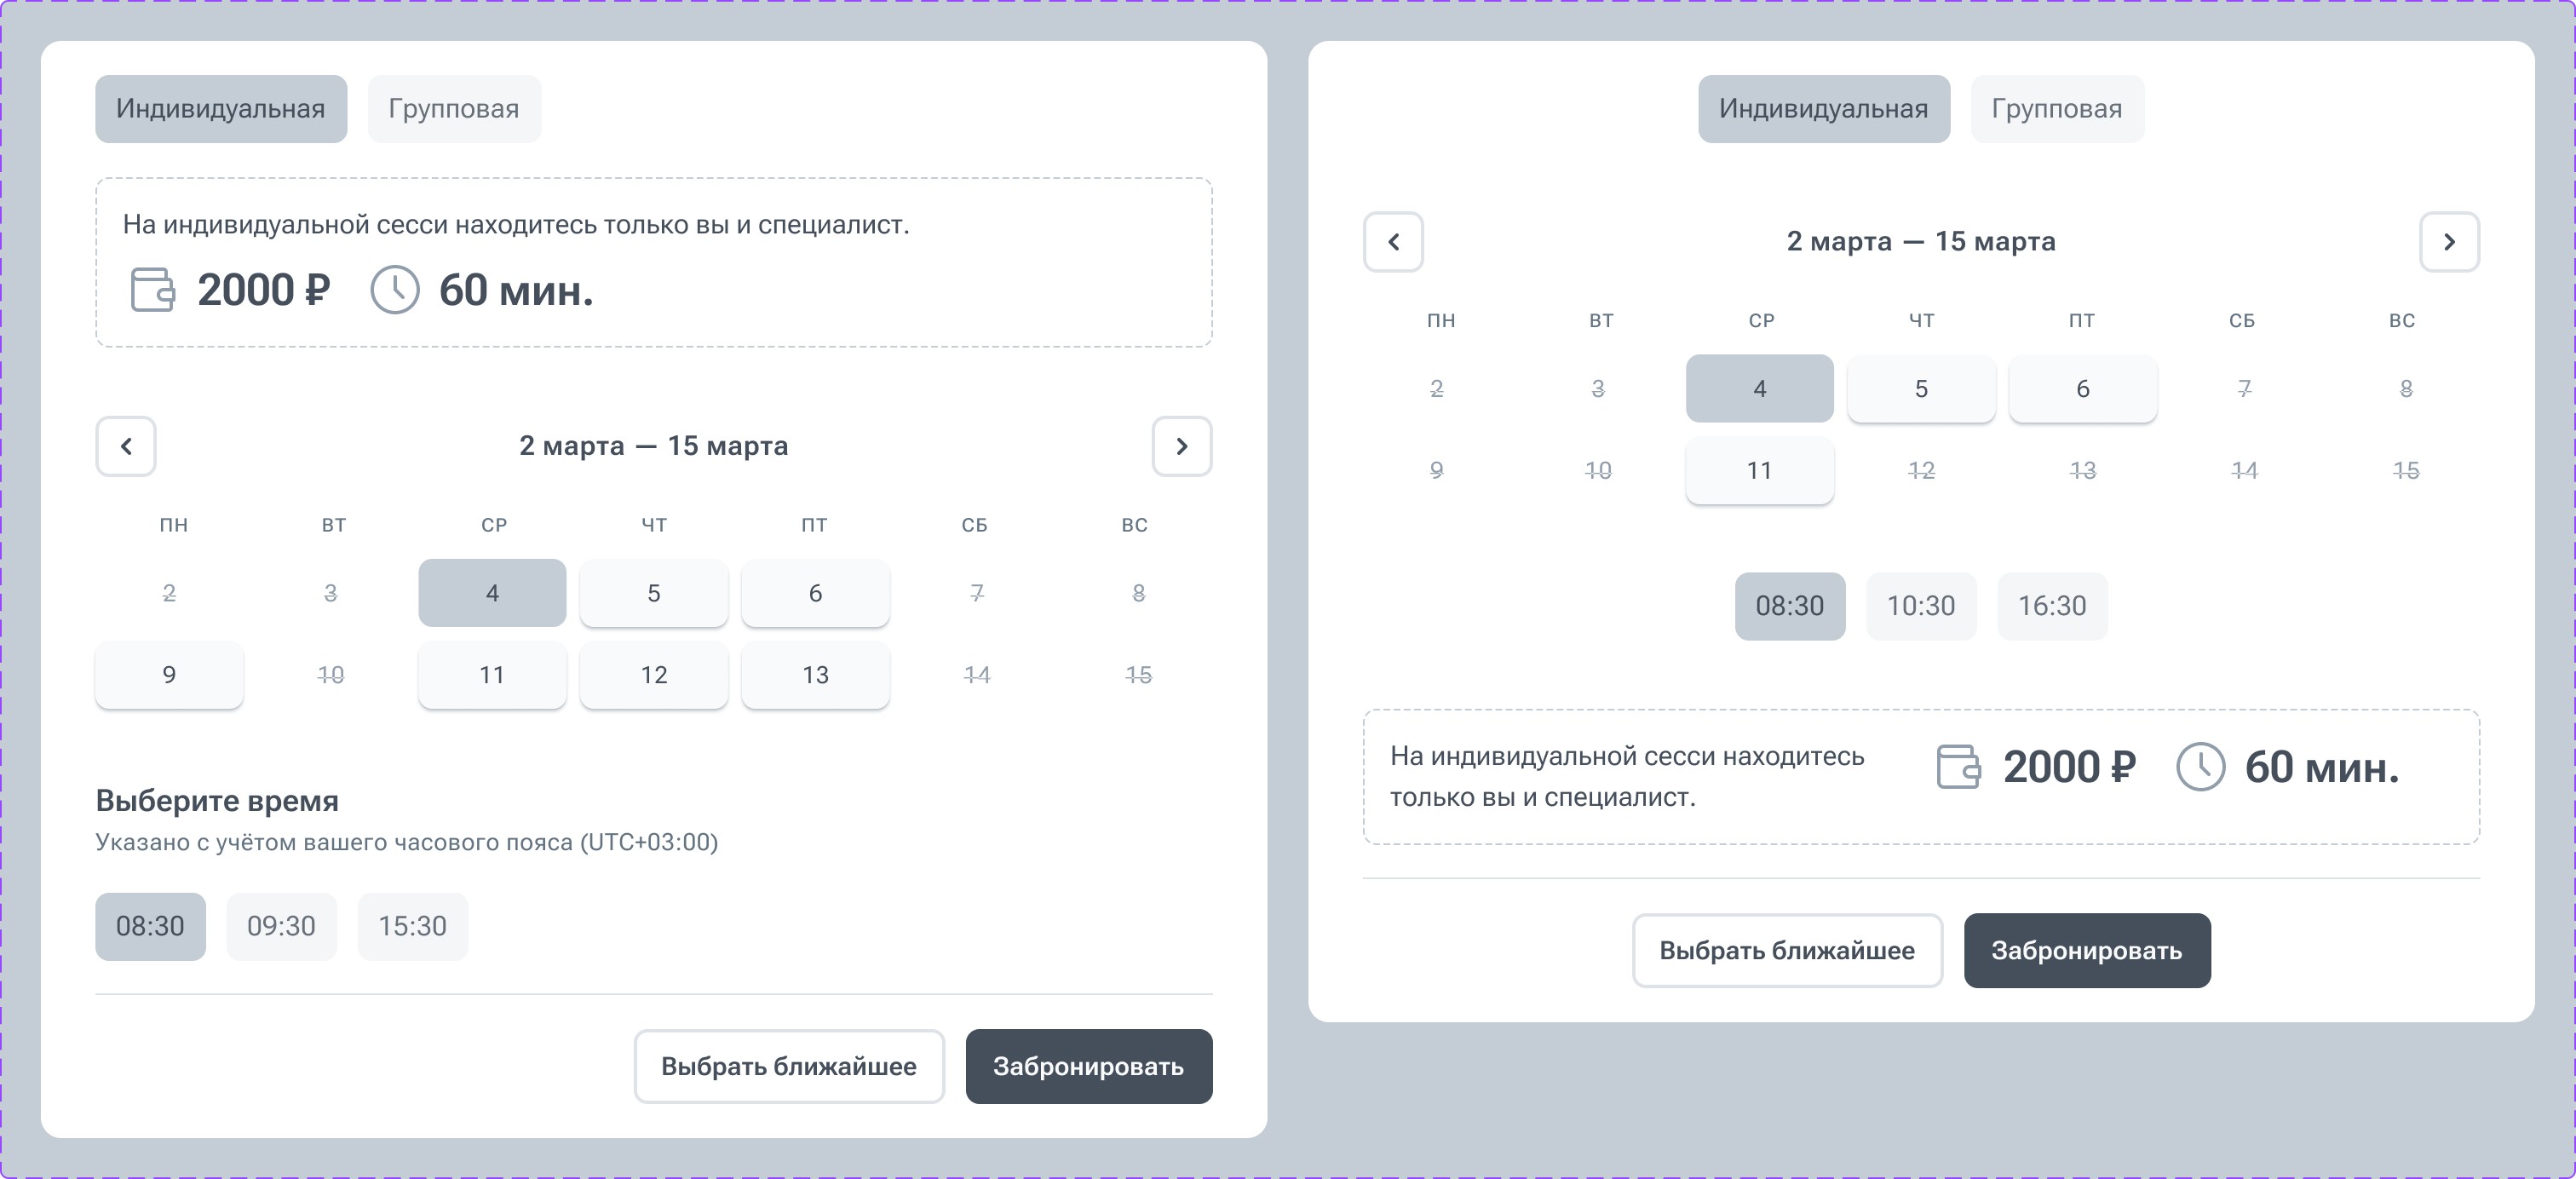 Индивидуальная Групповая
На индивидуальной сесси находитесь только вы и специалист.
2000 ₽ 60 мин.
2 марта — 15 марта
ПН ВТ СР ЧТ ПТ СБ ВС
2 3 4 5 6 7 8
9 10 11 12 13 14 15
Выберите время
Указано с учётом вашего часового пояса (UTC+03:00)
08:30 09:30 15:30
Выбрать ближайшее Забронировать
Индивидуальная Групповая
2 марта — 15 марта
ПН ВТ СР ЧТ ПТ СБ ВС
2 3 4 5 6 7 8
9 10 11 12 13 14 15
08:30 10:30 16:30
На индивидуальной сесси находитесь
только вы и специалист.
2000 ₽ 60 мин.
Выбрать ближайшее Забронировать